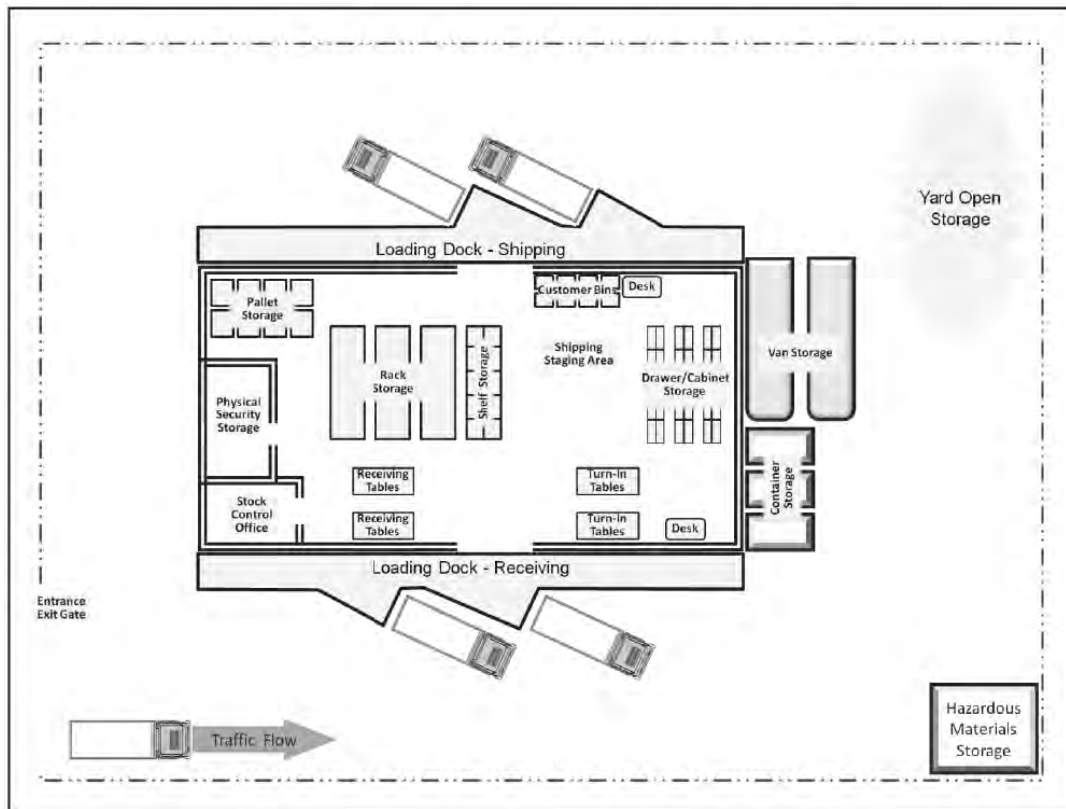 Yard Open
Storage
Loading Dock - Shipping
Pallet
Storage
Customer Bins
Desk
Rack
Storage
Shelf Storage
Shipping
Staging Area
Drawer/Cabinet
Storage
Van Storage
Physical
Security
Storage
Container
Storage
Stock
Control
Office
Receiving
Tables
Receiving
Tables
Turn-In
Tables
Turn-In
Tables
Desk
Loading Dock - Receiving
Entrance
Exit Gate
Traffic Flow
Hazardous
Materials
Storage